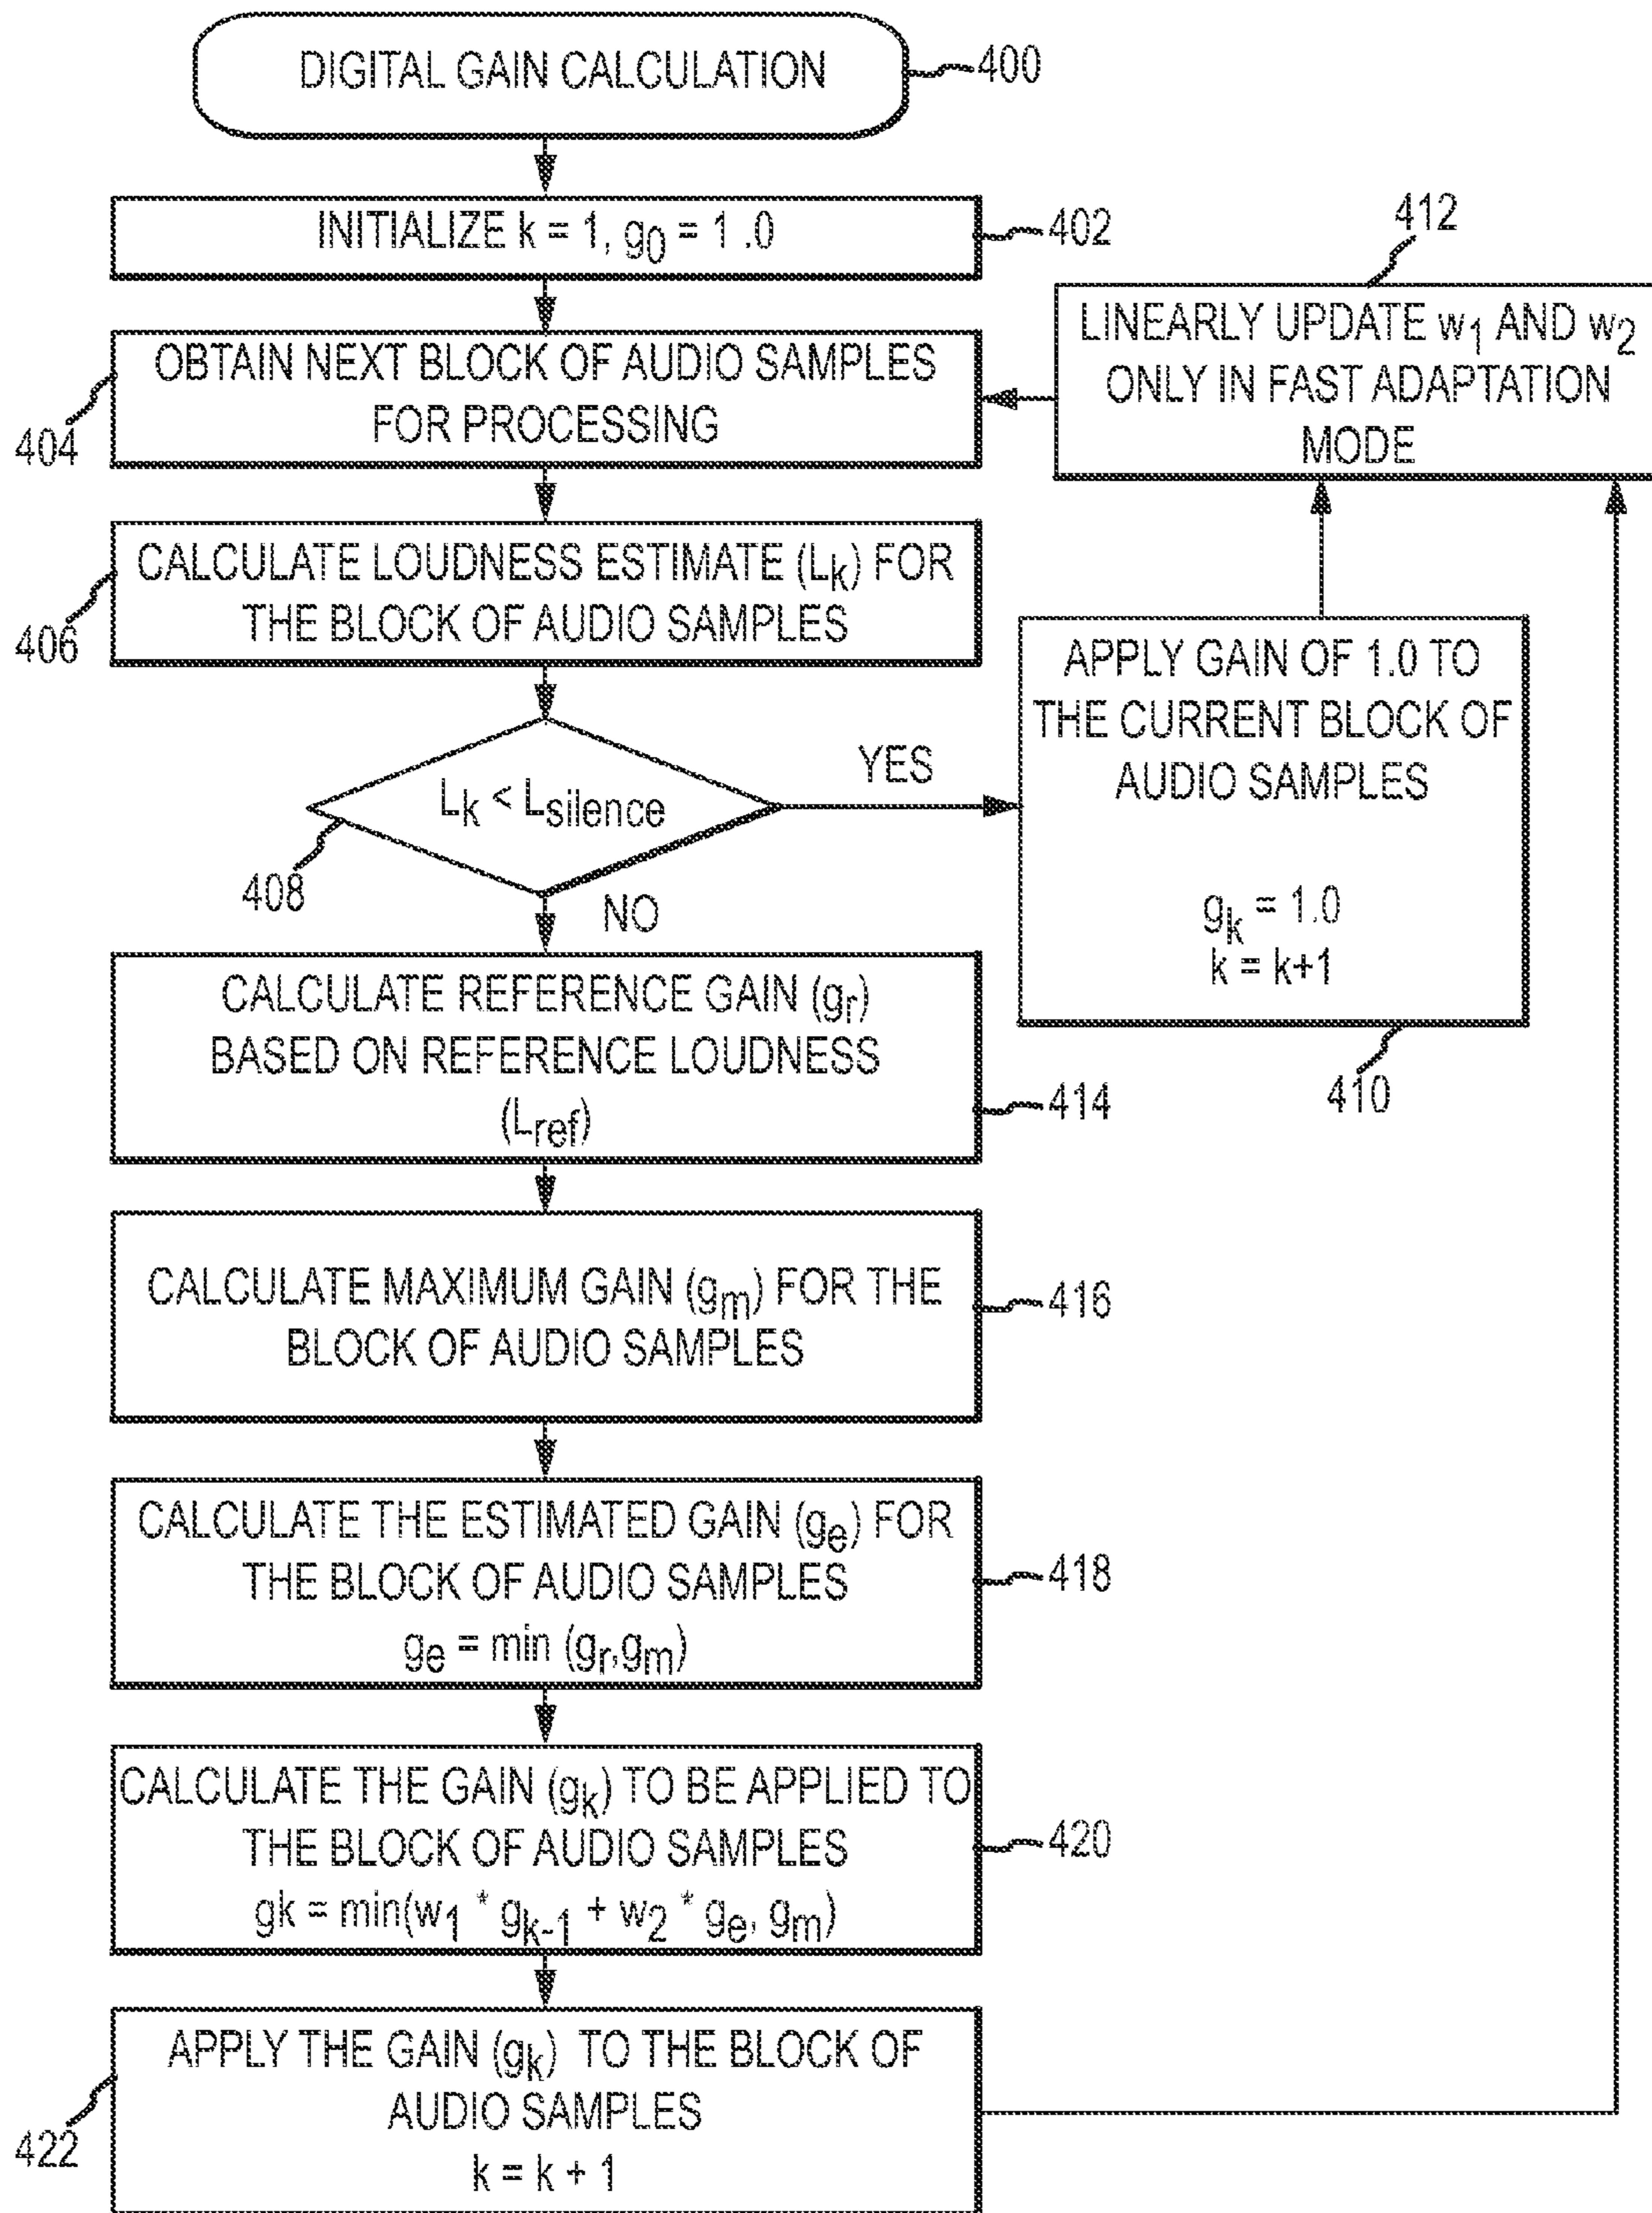 DIGITAL GAIN CALCULATION
400
INITIALIZE k = 1, g0 = 1 .0
402
412
LINEARLY UPDATE w1 AND w2
ONLY IN FAST ADAPTATION
MODE
OBTAIN NEXT BLOCK OF AUDIO SAMPLES
FOR PROCESSING
404
CALCULATE LOUDNESS ESTIMATE (Lk) FOR
THE BLOCK OF AUDIO SAMPLES
406
Lk < Lsilence
408
YES
NO
APPLY GAIN OF 1.0 TO
THE CURRENT BLOCK OF
AUDIO SAMPLES
gk = 1.0
k = k+1
410
CALCULATE REFERENCE GAIN (gr)
BASED ON REFERENCE LOUDNESS
(Lref)
414
CALCULATE MAXIMUM GAIN (gm) FOR THE
BLOCK OF AUDIO SAMPLES
416
CALCULATE THE ESTIMATED GAIN (ge) FOR
THE BLOCK OF AUDIO SAMPLES
ge = min (gr,gm)
418
CALCULATE THE GAIN (gk) TO BE APPLIED TO
THE BLOCK OF AUDIO SAMPLES
gk = min(w1 * gk-1 + w2 * ge, gm)
420
APPLY THE GAIN (gk) TO THE BLOCK OF
AUDIO SAMPLES
k = k + 1
422